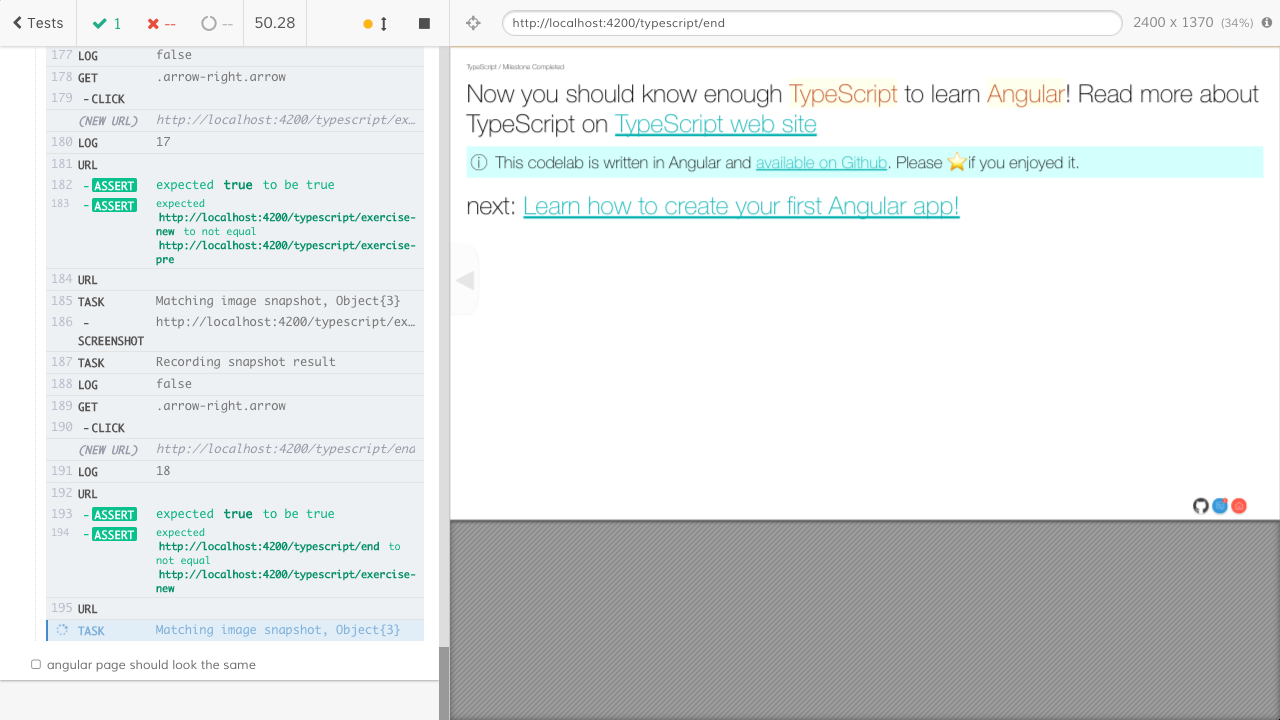 Tests 1 -- -- 50.28
http://localhost:4200/typescript/end 2400 x 1370 (34%)
177 LOG false
178 GET .arrow-right.arrow
179 -CLICK
(NEW URL) http://localhost:4200/typescript/ex…
180 LOG 17
181 URL
182 -ASSERT expected true to be true
183 -ASSERT expected
http://localhost:4200/typescript/exercise-
new to not equal
http://localhost:4200/typescript/exercise-
pre
184 URL
185 TASK Matching image snapshot, Object{3}
186 - http://localhost:4200/typescript/ex…
SCREENSHOT
187 TASK Recording snapshot result
188 LOG false
189 GET .arrow-right.arrow
190 -CLICK
(NEW URL) http://localhost:4200/typescript/end
191 LOG 18
192 URL
193 -ASSERT expected true to be true
194 -ASSERT expected
http://localhost:4200/typescript/end to
not equal
http://localhost:4200/typescript/exercise-
new
195 URL
TASK Matching image snapshot, Object{3}
angular page should look the same
TypeScript / Milestone Completed
Now you should know enough TypeScript to learn Angular! Read more about
TypeScript on TypeScript web site
This codelab is written in Angular and available on Github. Please ⭐if you enjoyed it.
next: Learn how to create your first Angular app!